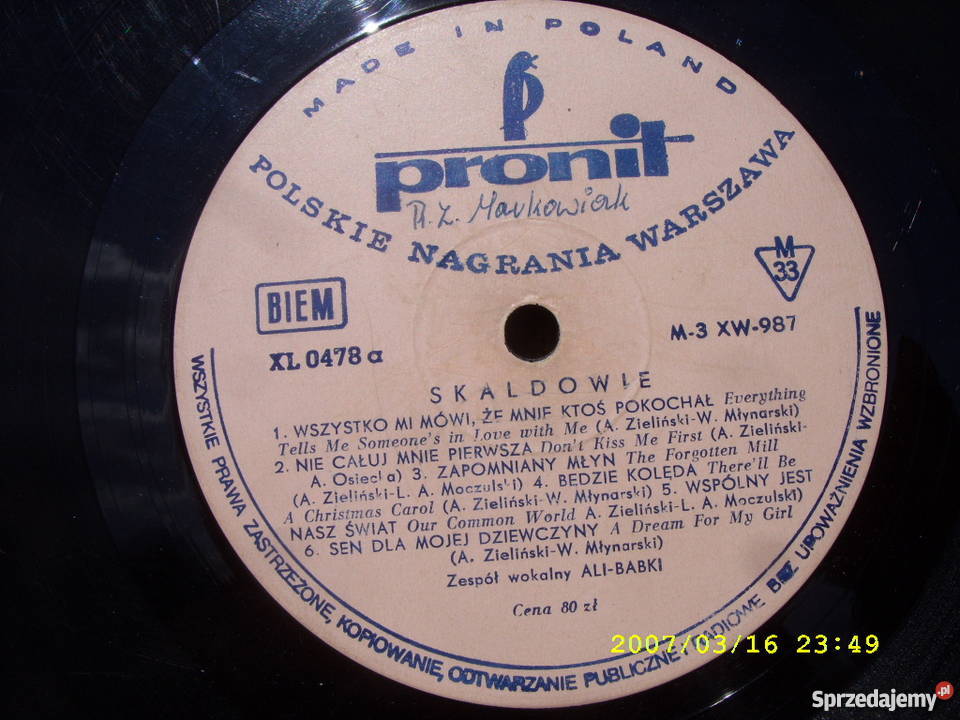 MADE IN POLAND
pronit
R. Z. Markowiak
POLSKIE NAGRANIA WARSZAWA
M
33
BIEM
XL 0478 a
M-3 XW-987
SKALDOWIE
1. WSZYSTKO MI MÓWI, ŻE MNIE KTOŚ POKOCHAŁ Everything
Tells Me Someone's in Love with Me (A. Zieliński-W. Młynarski)
2. NIE CAŁUJ MNIE PIERWSZA Don't Kiss Me First (A. Zieliński-
A. Osiecka) 3. ZAPOMNIANY MŁYN The Forgotten Mill
(A. Zieliński-L. A. Moczulski) 4. BĘDZIE KOLĘDA There'll Be
A Christmas Carol (A. Zieliński-W. Młynarski) 5. WSPÓLNY JEST
NASZ ŚWIAT Our Common World A. Zieliński-L. A. Moczulski)
6. SEN DLA MOJEJ DZIEWCZYNY A Dream For My Girl
(A. Zieliński-W. Młynarski)
Zespół wokalny ALI-BABKI
Cena 80 zł
WSZYSTKIE PRAWA ZASTRZEŻONE, KOPIOWANIE, ODTWARZANIE PUBLICZNE I RADIOWE BEZ UPOWAŻNIENIA WZBRONIONE
2007/03/16 23:49
Sprzedajemy.pl